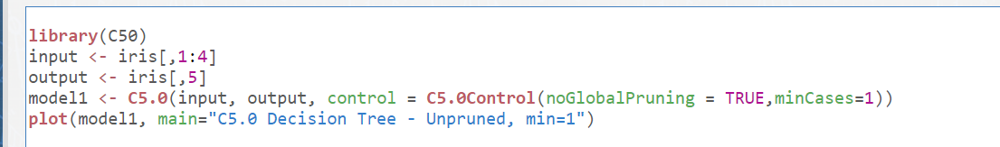 library(C50)
input <- iris[,1:4]
output <- iris[,5]
model1 <- C5.0(input, output, control = C5.0Control(noGlobalPruning = TRUE,minCases=1))
plot(model1, main="C5.0 Decision Tree - Unpruned, min=1")